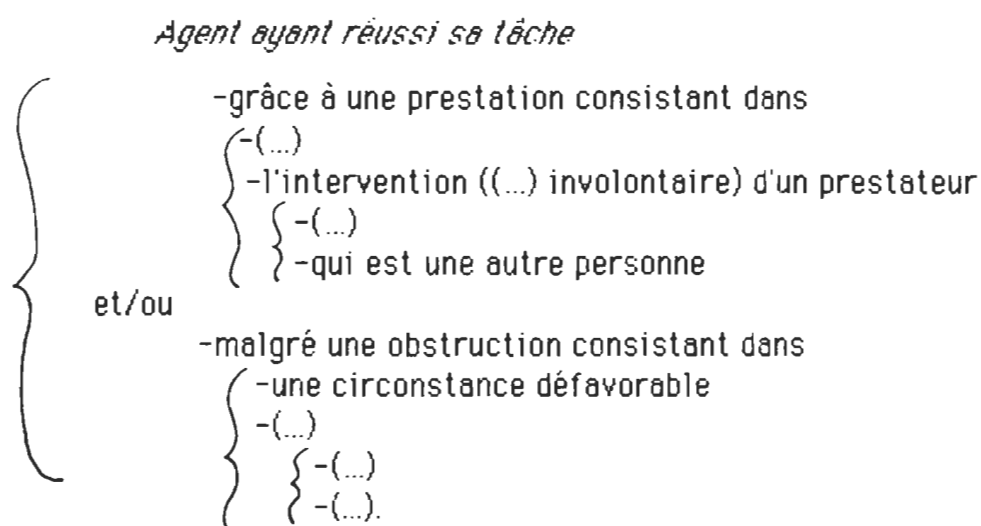 Agent ayant réussi sa tâche
-grâce à une prestation consistant dans
-(...)
-l'intervention ((...) involontaire) d'un prestateur
-(...)
-qui est une autre personne
et/ou
-malgré une obstruction consistant dans
-une circonstance défavorable
-(...)
-(...)
-(...).